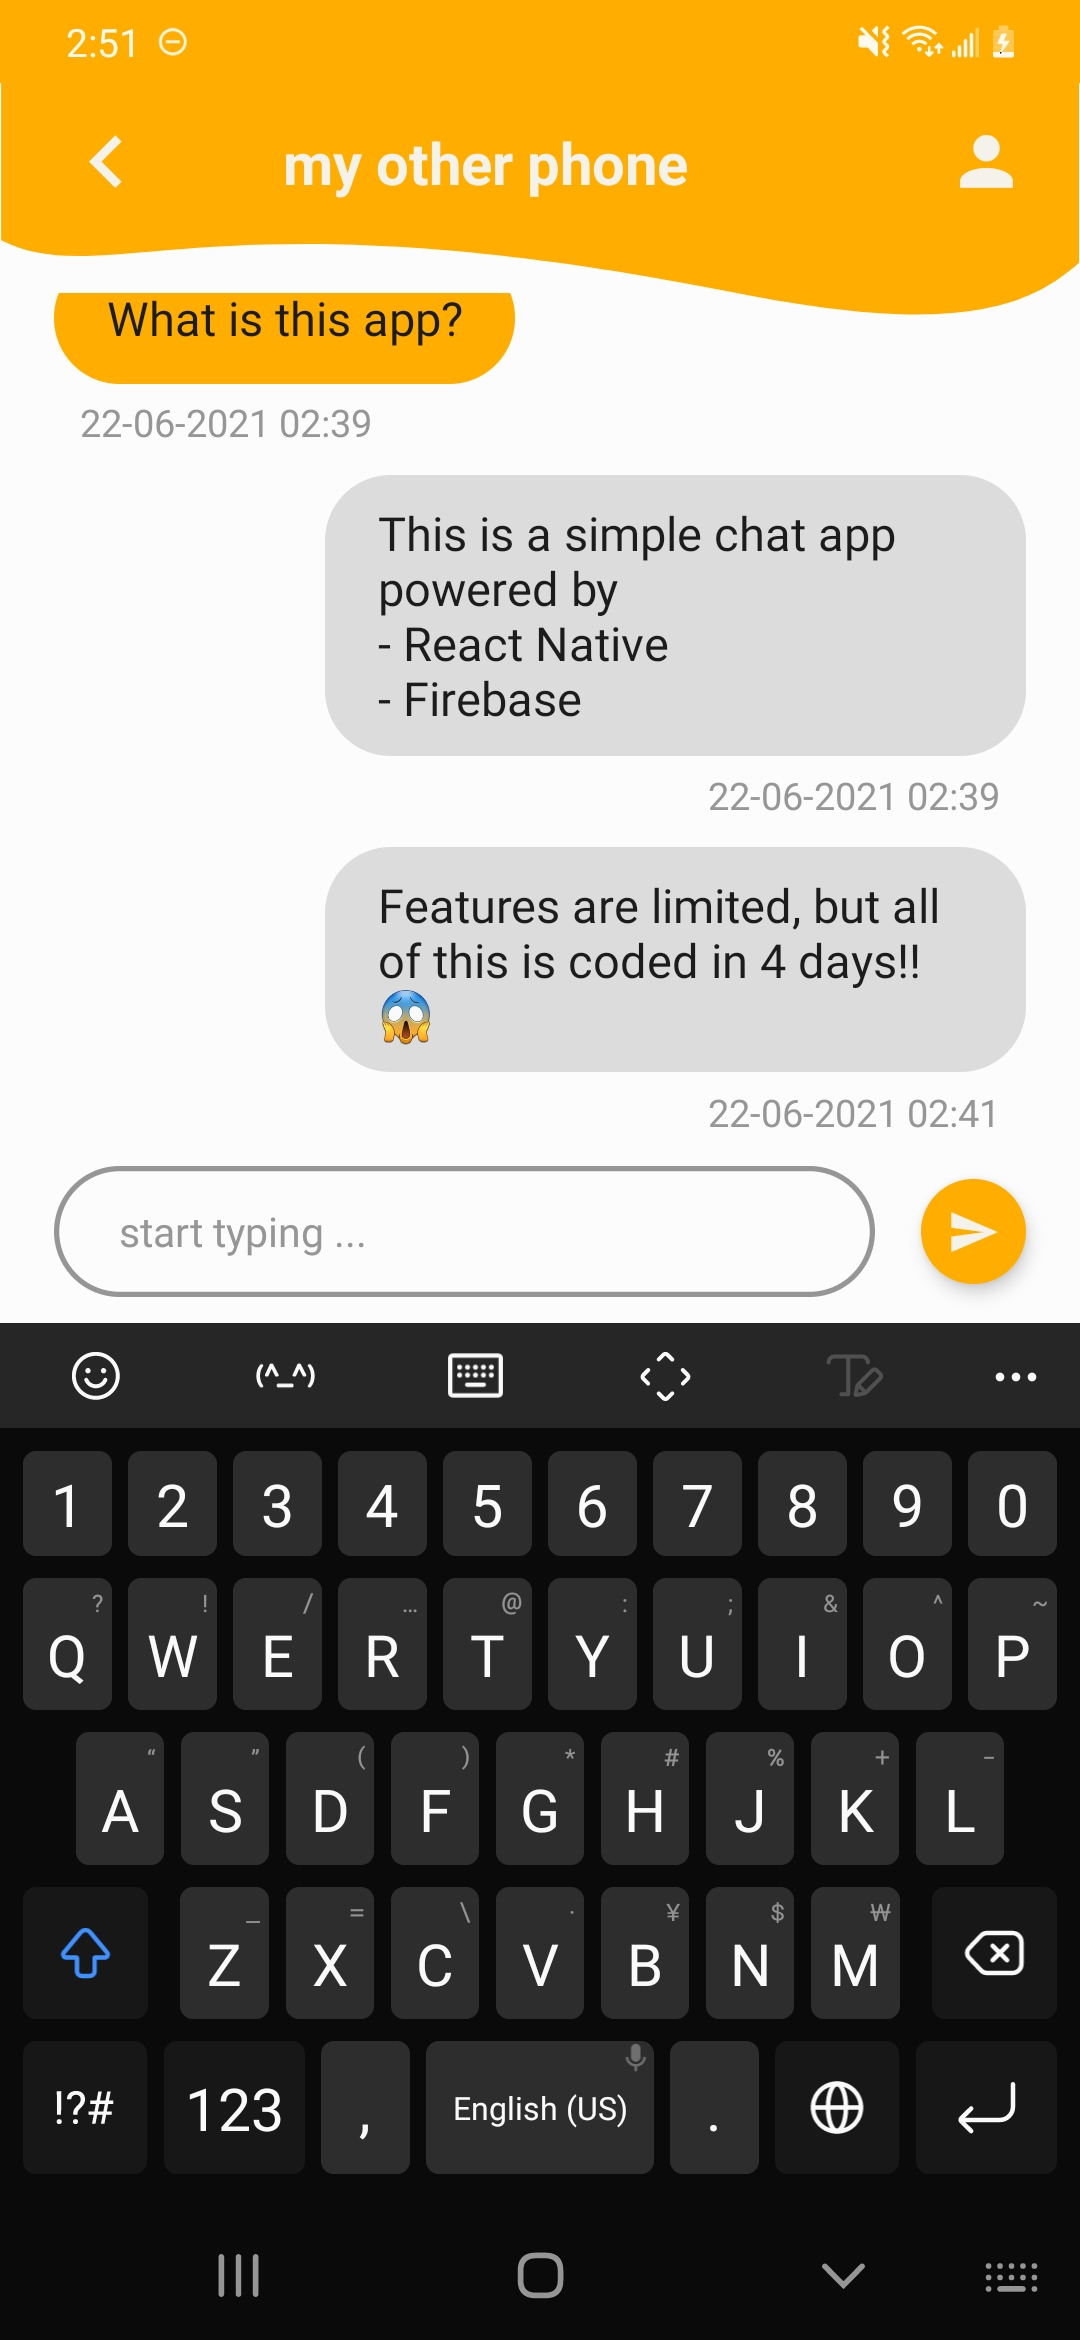 2:51
my other phone
What is this app?
22-06-2021 02:39
This is a simple chat app
powered by
- React Native
- Firebase
22-06-2021 02:39
Features are limited, but all
of this is coded in 4 days!!
😱
22-06-2021 02:41
start typing ...
(^_^)
1 2 3 4 5 6 7 8 9 0
? ! / … @ : ; & ^ ~
Q W E R T Y U I O P
“ ” ( ) * # % + -
A S D F G H J K L
_ = \ · ¥ $ ₩
Z X C V B N M
!?# 123 , English (US) .